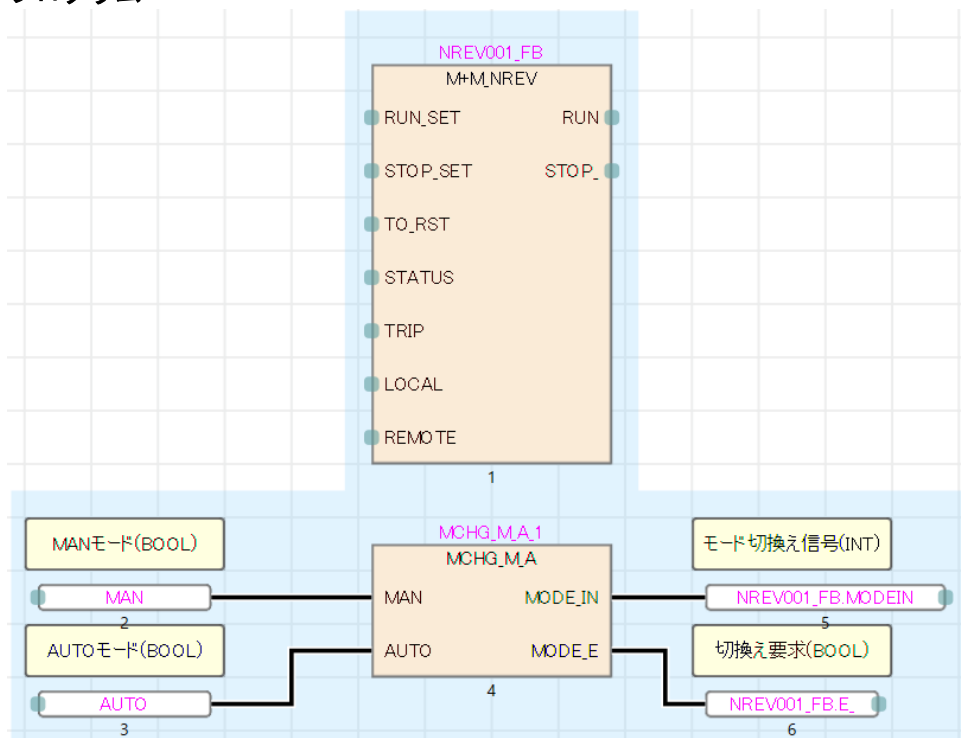 NREV001_FB
M+M_NREV
RUN_SET RUN
STOP_SET STOP_
TO_RST
STATUS
TRIP
LOCAL
REMOTE
1
MANモード(BOOL)
MAN
2
AUTOモード(BOOL)
AUTO
3
MCHG_M_A_1
MCHG_M_A
MAN MODE_IN
AUTO MODE_E
4
モード切換え信号(INT)
NREV001_FB.MODEIN
5
切換え要求(BOOL)
NREV001_FB.E_
6